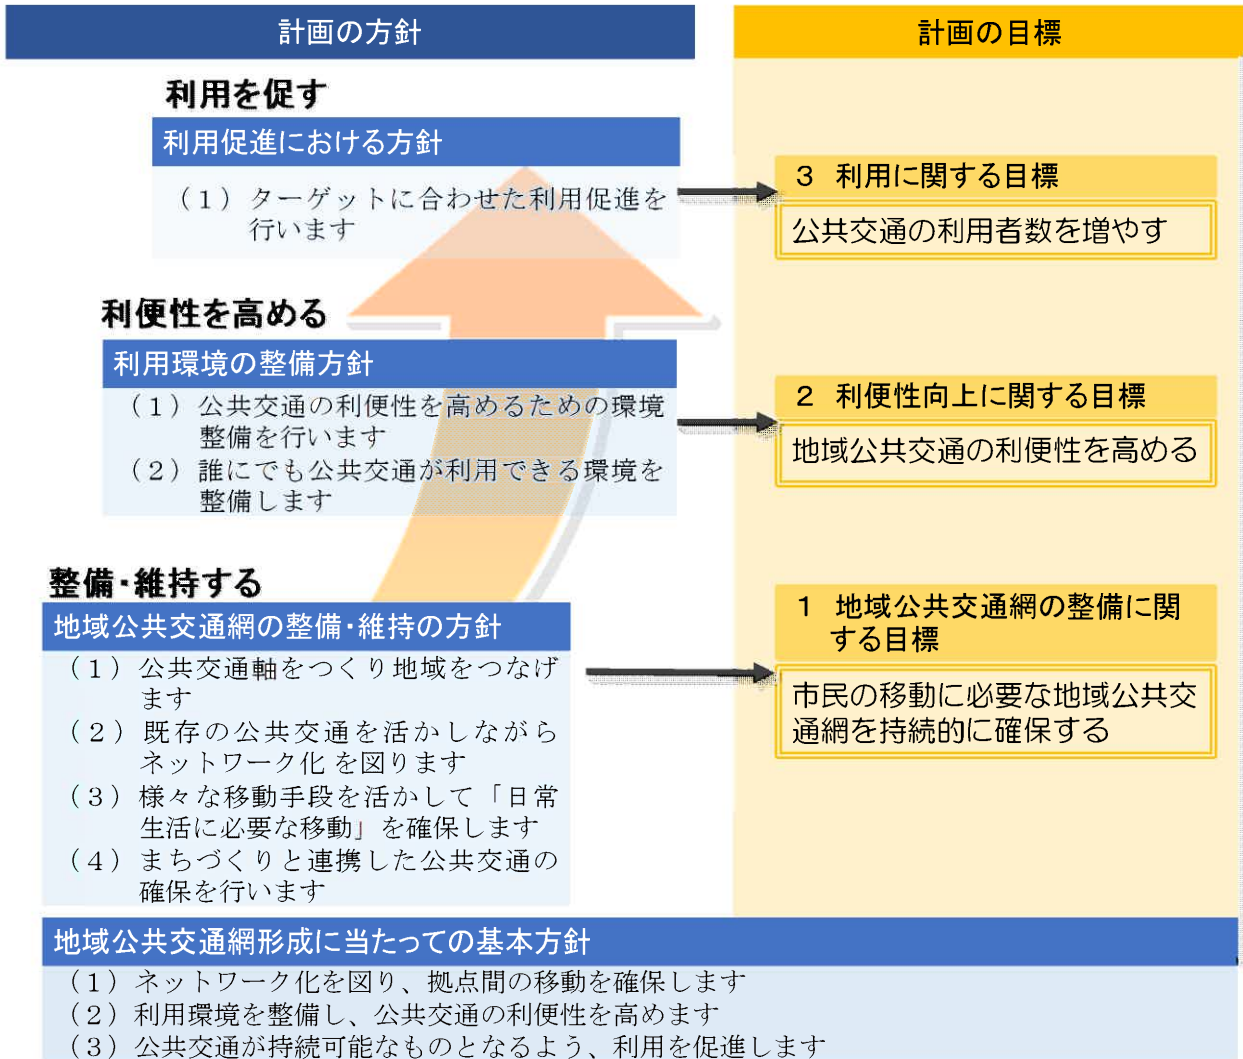 計画の方針
計画の目標
利用を促す
利用促進における方針
（１）ターゲットに合わせた利用促進を
行います
３　利用に関する目標
公共交通の利用者数を増やす
利便性を高める
利用環境の整備方針
（１）公共交通の利便性を高めるための環境
整備を行います
（２）誰にでも公共交通が利用できる環境を
整備します
２　利便性向上に関する目標
地域公共交通の利便性を高める
整備・維持する
地域公共交通網の整備・維持の方針
（１）公共交通軸をつくり地域をつなげ
ます
（２）既存の公共交通を活かしながら
ネットワーク化 を図ります
（３）様々な移動手段を活かして「日常
生活に必要な移動」を確保します
（４）まちづくりと連携した公共交通の
確保を行います
１　地域公共交通網の整備に関
する目標
市民の移動に必要な地域公共交
通網を持続的に確保する
地域公共交通網形成に当たっての基本方針
（１）ネットワーク化を図り、拠点間の移動を確保します
（２）利用環境を整備し、公共交通の利便性を高めます
（３）公共交通が持続可能なものとなるよう、利用を促進します